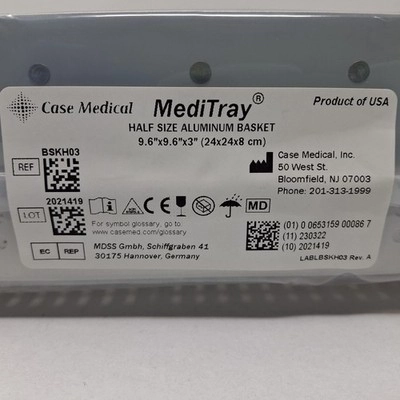 Case Medical
MediTray®
Product of USA
HALF SIZE ALUMINUM BASKET
9.6"x9.6"x3" (24x24x8 cm)
BSKH03
REF
Case Medical, Inc.
50 West St.
Bloomfield, NJ 07003
Phone: 201-313-1999
2021419
LOT
CE
MD
For symbol glossary, go to:
www.casemed.com/glossary
(01) 0 0653159 00086 7
(11) 230322
(10) 2021419
EC REP
MDSS Gmbh, Schiffgraben 41
30175 Hannover, Germany
LABLBSKH03 Rev. A